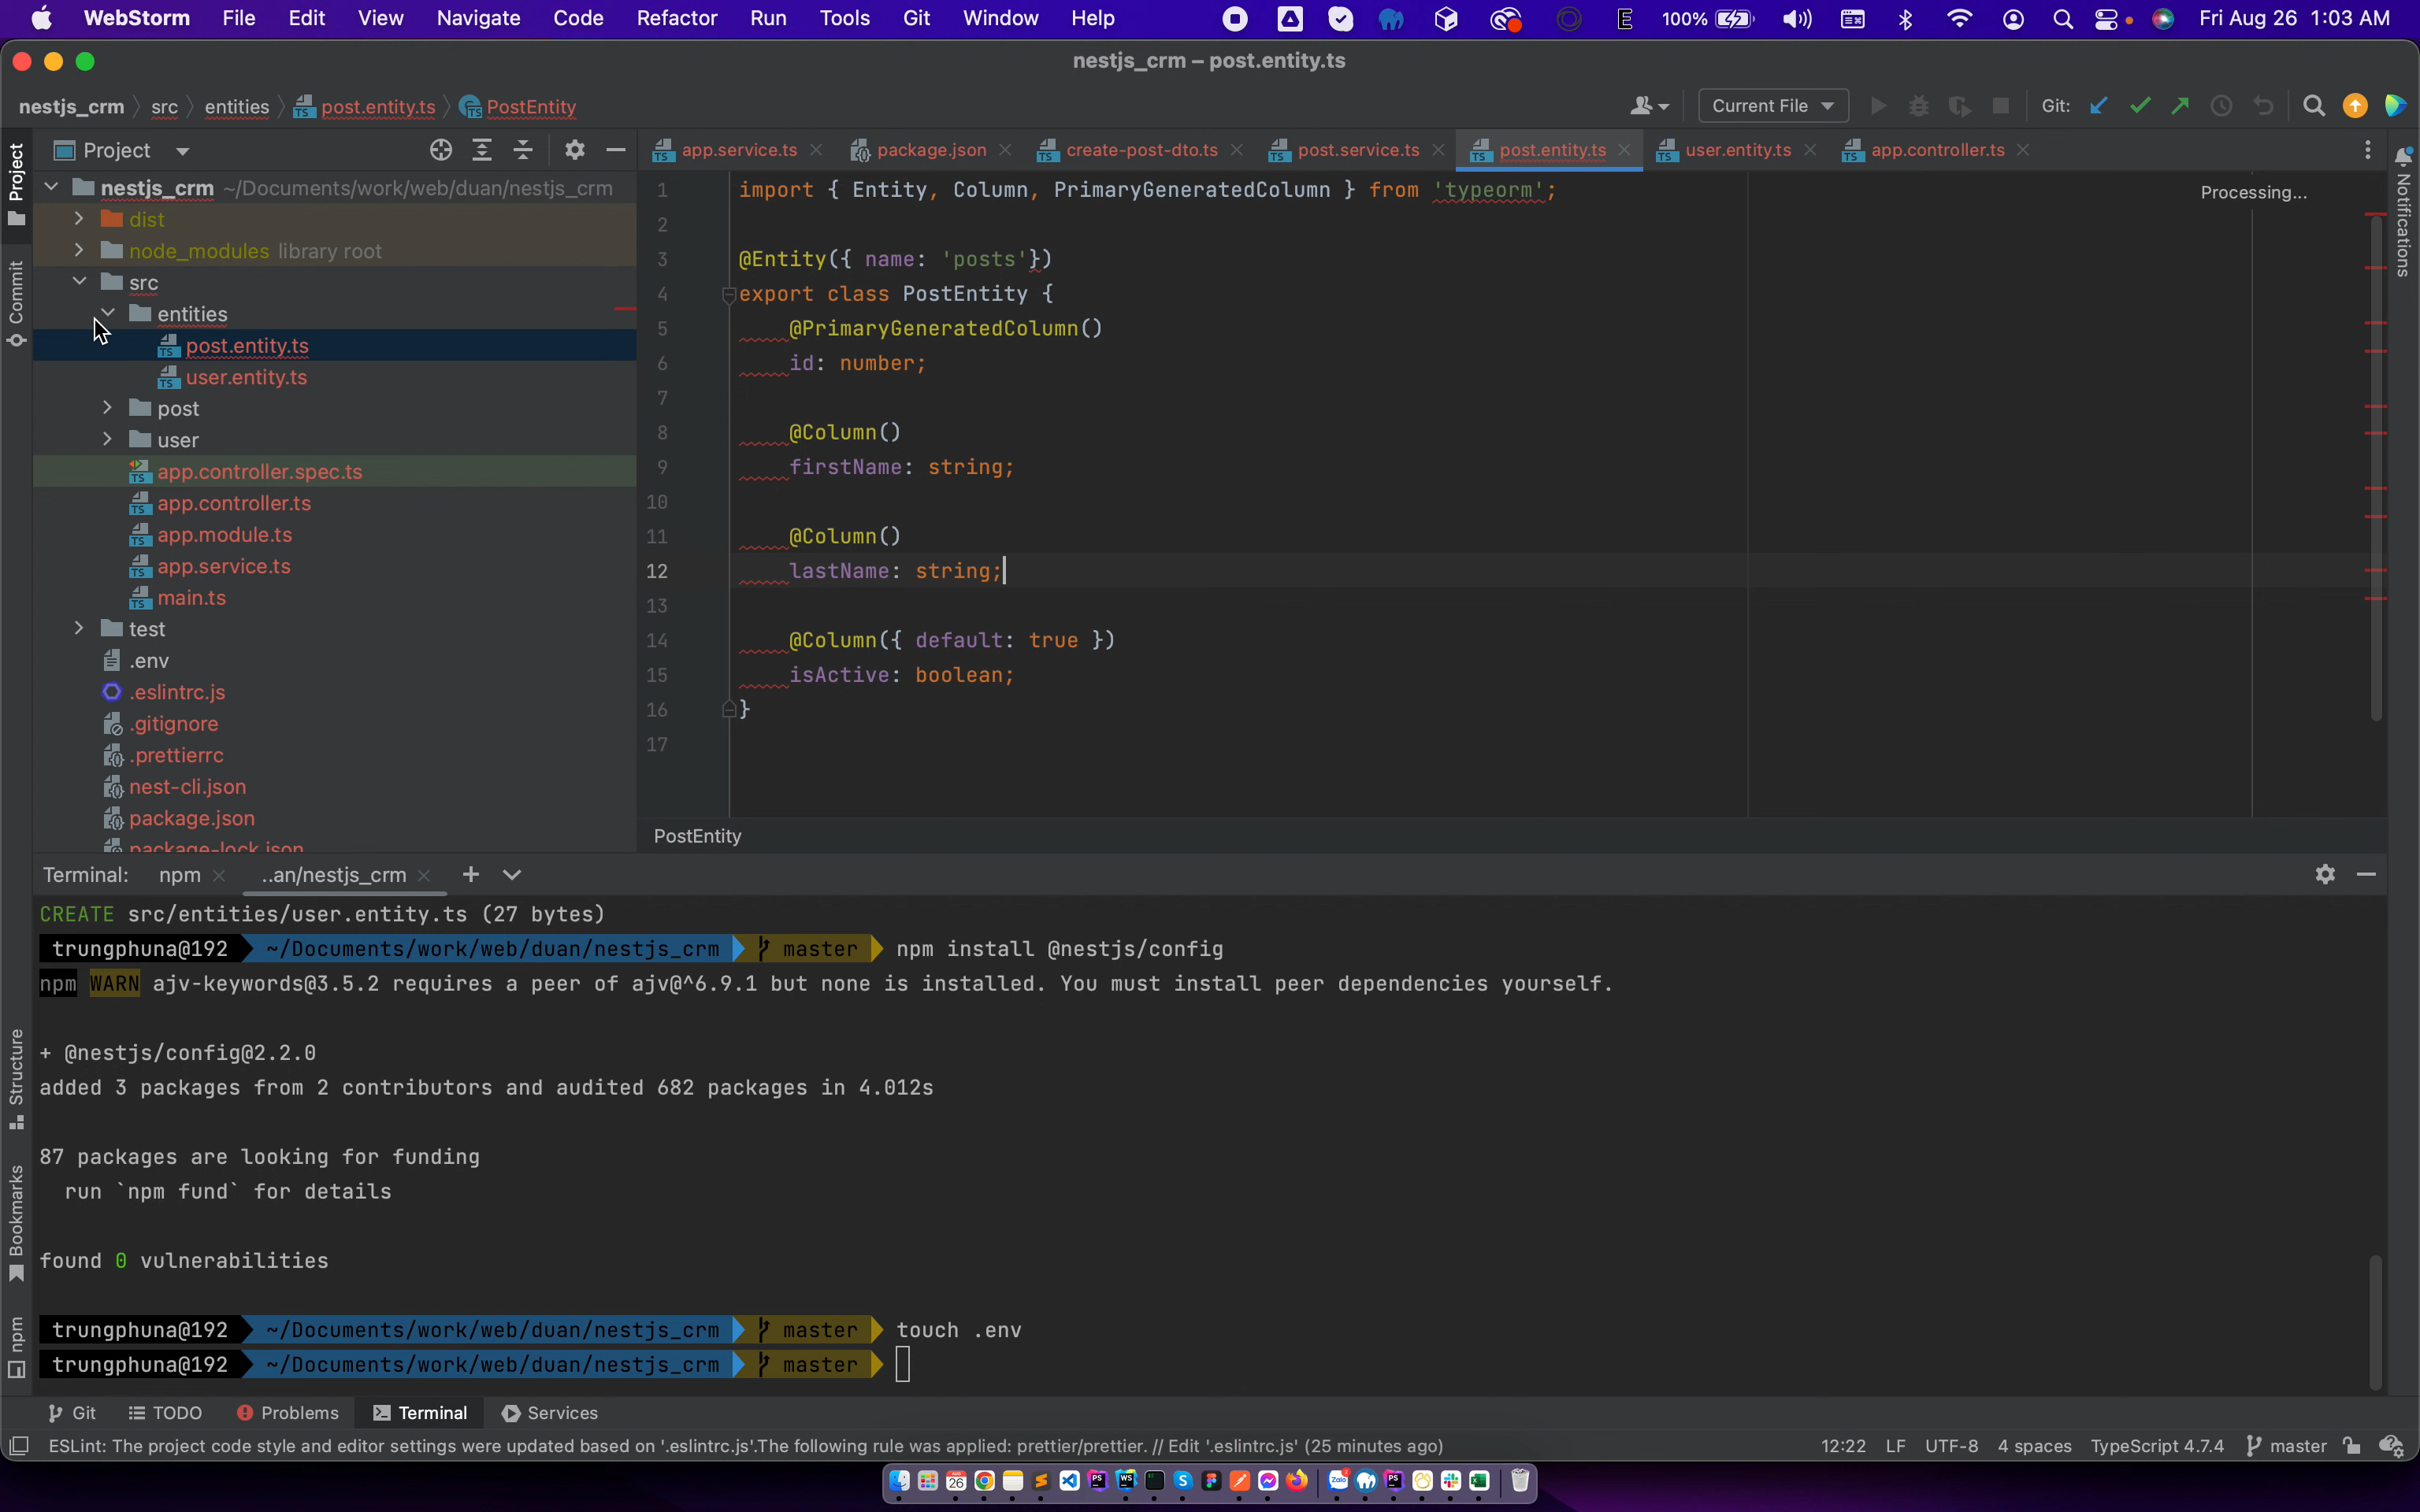 WebStorm File Edit View Navigate Code Refactor Run Tools Git Window Help E 100% Fri Aug 26 1:03 AM
nestjs_crm – post.entity.ts
nestjs_crm src entities post.entity.ts PostEntity Current File Git:
Project
app.service.ts package.json create-post-dto.ts post.service.ts post.entity.ts user.entity.ts app.controller.ts
Project
Commit
Structure
Bookmarks
npm
Notifications
nestjs_crm ~/Documents/work/web/duan/nestjs_crm
dist
node_modules library root
src
entities
post.entity.ts
user.entity.ts
post
user
app.controller.spec.ts
app.controller.ts
app.module.ts
app.service.ts
main.ts
test
.env
.eslintrc.js
.gitignore
.prettierrc
nest-cli.json
package.json
package-lock.json
Processing...
1 import { Entity, Column, PrimaryGeneratedColumn } from 'typeorm';
2
3 @Entity({ name: 'posts'})
4 export class PostEntity {
5 @PrimaryGeneratedColumn()
6 id: number;
7
8 @Column()
9 firstName: string;
10
11 @Column()
12 lastName: string;
13
14 @Column({ default: true })
15 isActive: boolean;
16 }
17
PostEntity
Terminal: npm ..an/nestjs_crm
CREATE src/entities/user.entity.ts (27 bytes)
trungphuna@192 ~/Documents/work/web/duan/nestjs_crm master npm install @nestjs/config
npm WARN ajv-keywords@3.5.2 requires a peer of ajv@^6.9.1 but none is installed. You must install peer dependencies yourself.
+ @nestjs/config@2.2.0
added 3 packages from 2 contributors and audited 682 packages in 4.012s
87 packages are looking for funding
run `npm fund` for details
found 0 vulnerabilities
trungphuna@192 ~/Documents/work/web/duan/nestjs_crm master touch .env
trungphuna@192 ~/Documents/work/web/duan/nestjs_crm master
Git TODO Problems Terminal Services
ESLint: The project code style and editor settings were updated based on '.eslintrc.js'.The following rule was applied: prettier/prettier. // Edit '.eslintrc.js' (25 minutes ago) 12:22 LF UTF-8 4 spaces TypeScript 4.7.4 master